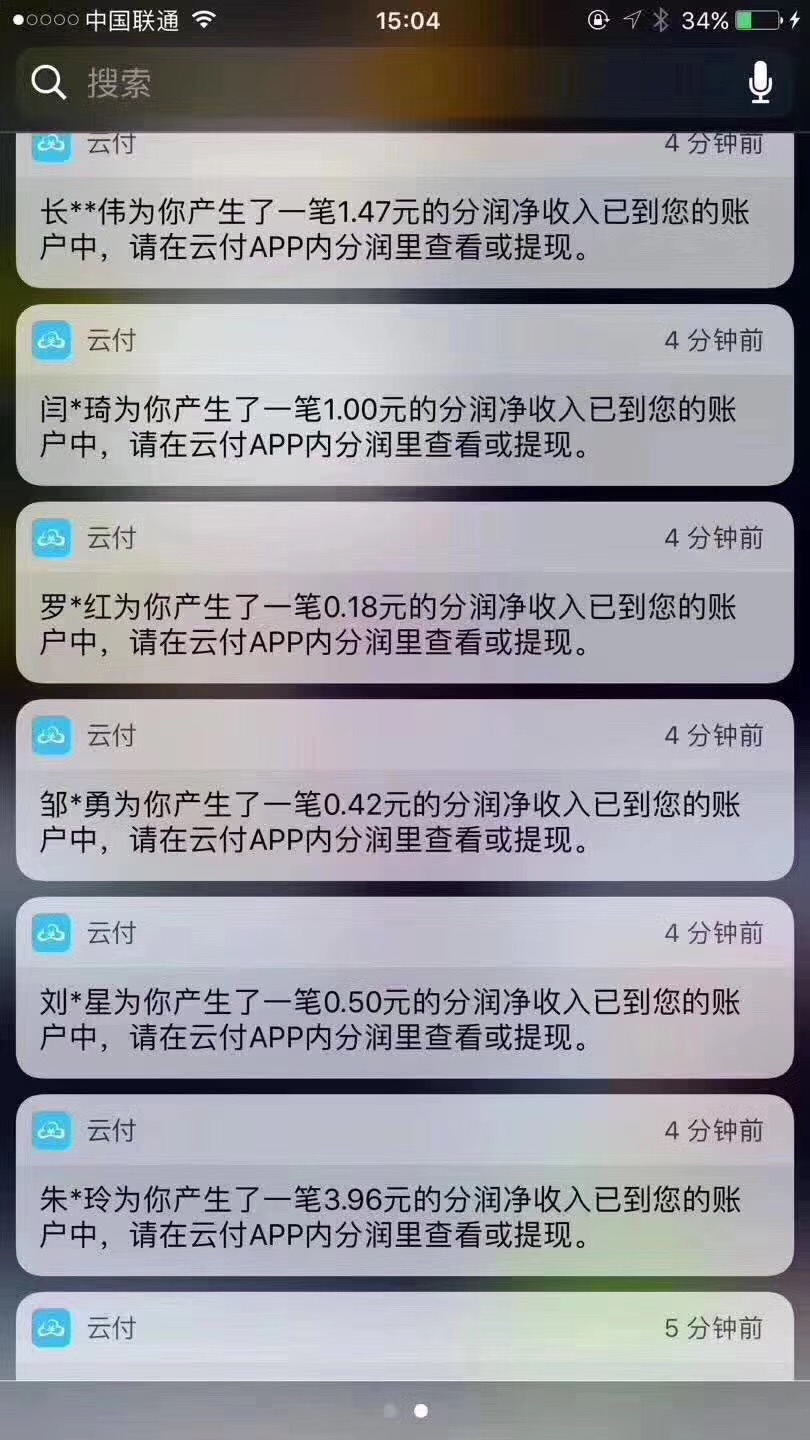 中国联通 15:04 34%
搜索
云付 4 分钟前
长**伟为你产生了一笔1.47元的分润净收入已到您的账
户中，请在云付APP内分润里查看或提现。
云付 4 分钟前
闫*琦为你产生了一笔1.00元的分润净收入已到您的账
户中，请在云付APP内分润里查看或提现。
云付 4 分钟前
罗*红为你产生了一笔0.18元的分润净收入已到您的账
户中，请在云付APP内分润里查看或提现。
云付 4 分钟前
邹*勇为你产生了一笔0.42元的分润净收入已到您的账
户中，请在云付APP内分润里查看或提现。
云付 4 分钟前
刘*星为你产生了一笔0.50元的分润净收入已到您的账
户中，请在云付APP内分润里查看或提现。
云付 4 分钟前
朱*玲为你产生了一笔3.96元的分润净收入已到您的账
户中，请在云付APP内分润里查看或提现。
云付 5 分钟前